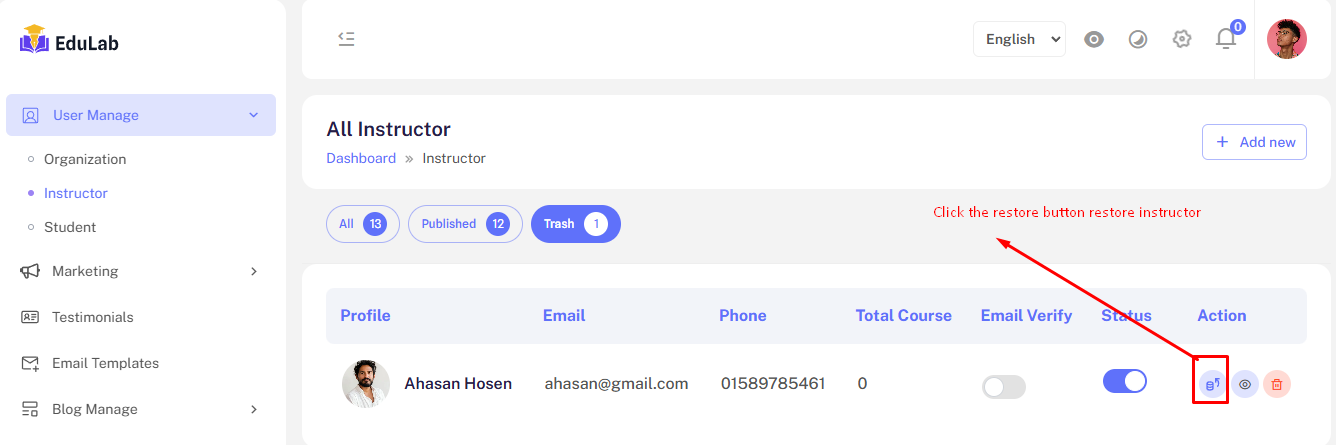 EduLab
English
0
User Manage
Organization
Instructor
Student
Marketing
Testimonials
Email Templates
Blog Manage
All Instructor
Dashboard » Instructor
+ Add new
All 13
Published 12
Trash 1
Click the restore button restore instructor
Profile Email Phone Total Course Email Verify Status Action
Ahasan Hosen ahasan@gmail.com 01589785461 0